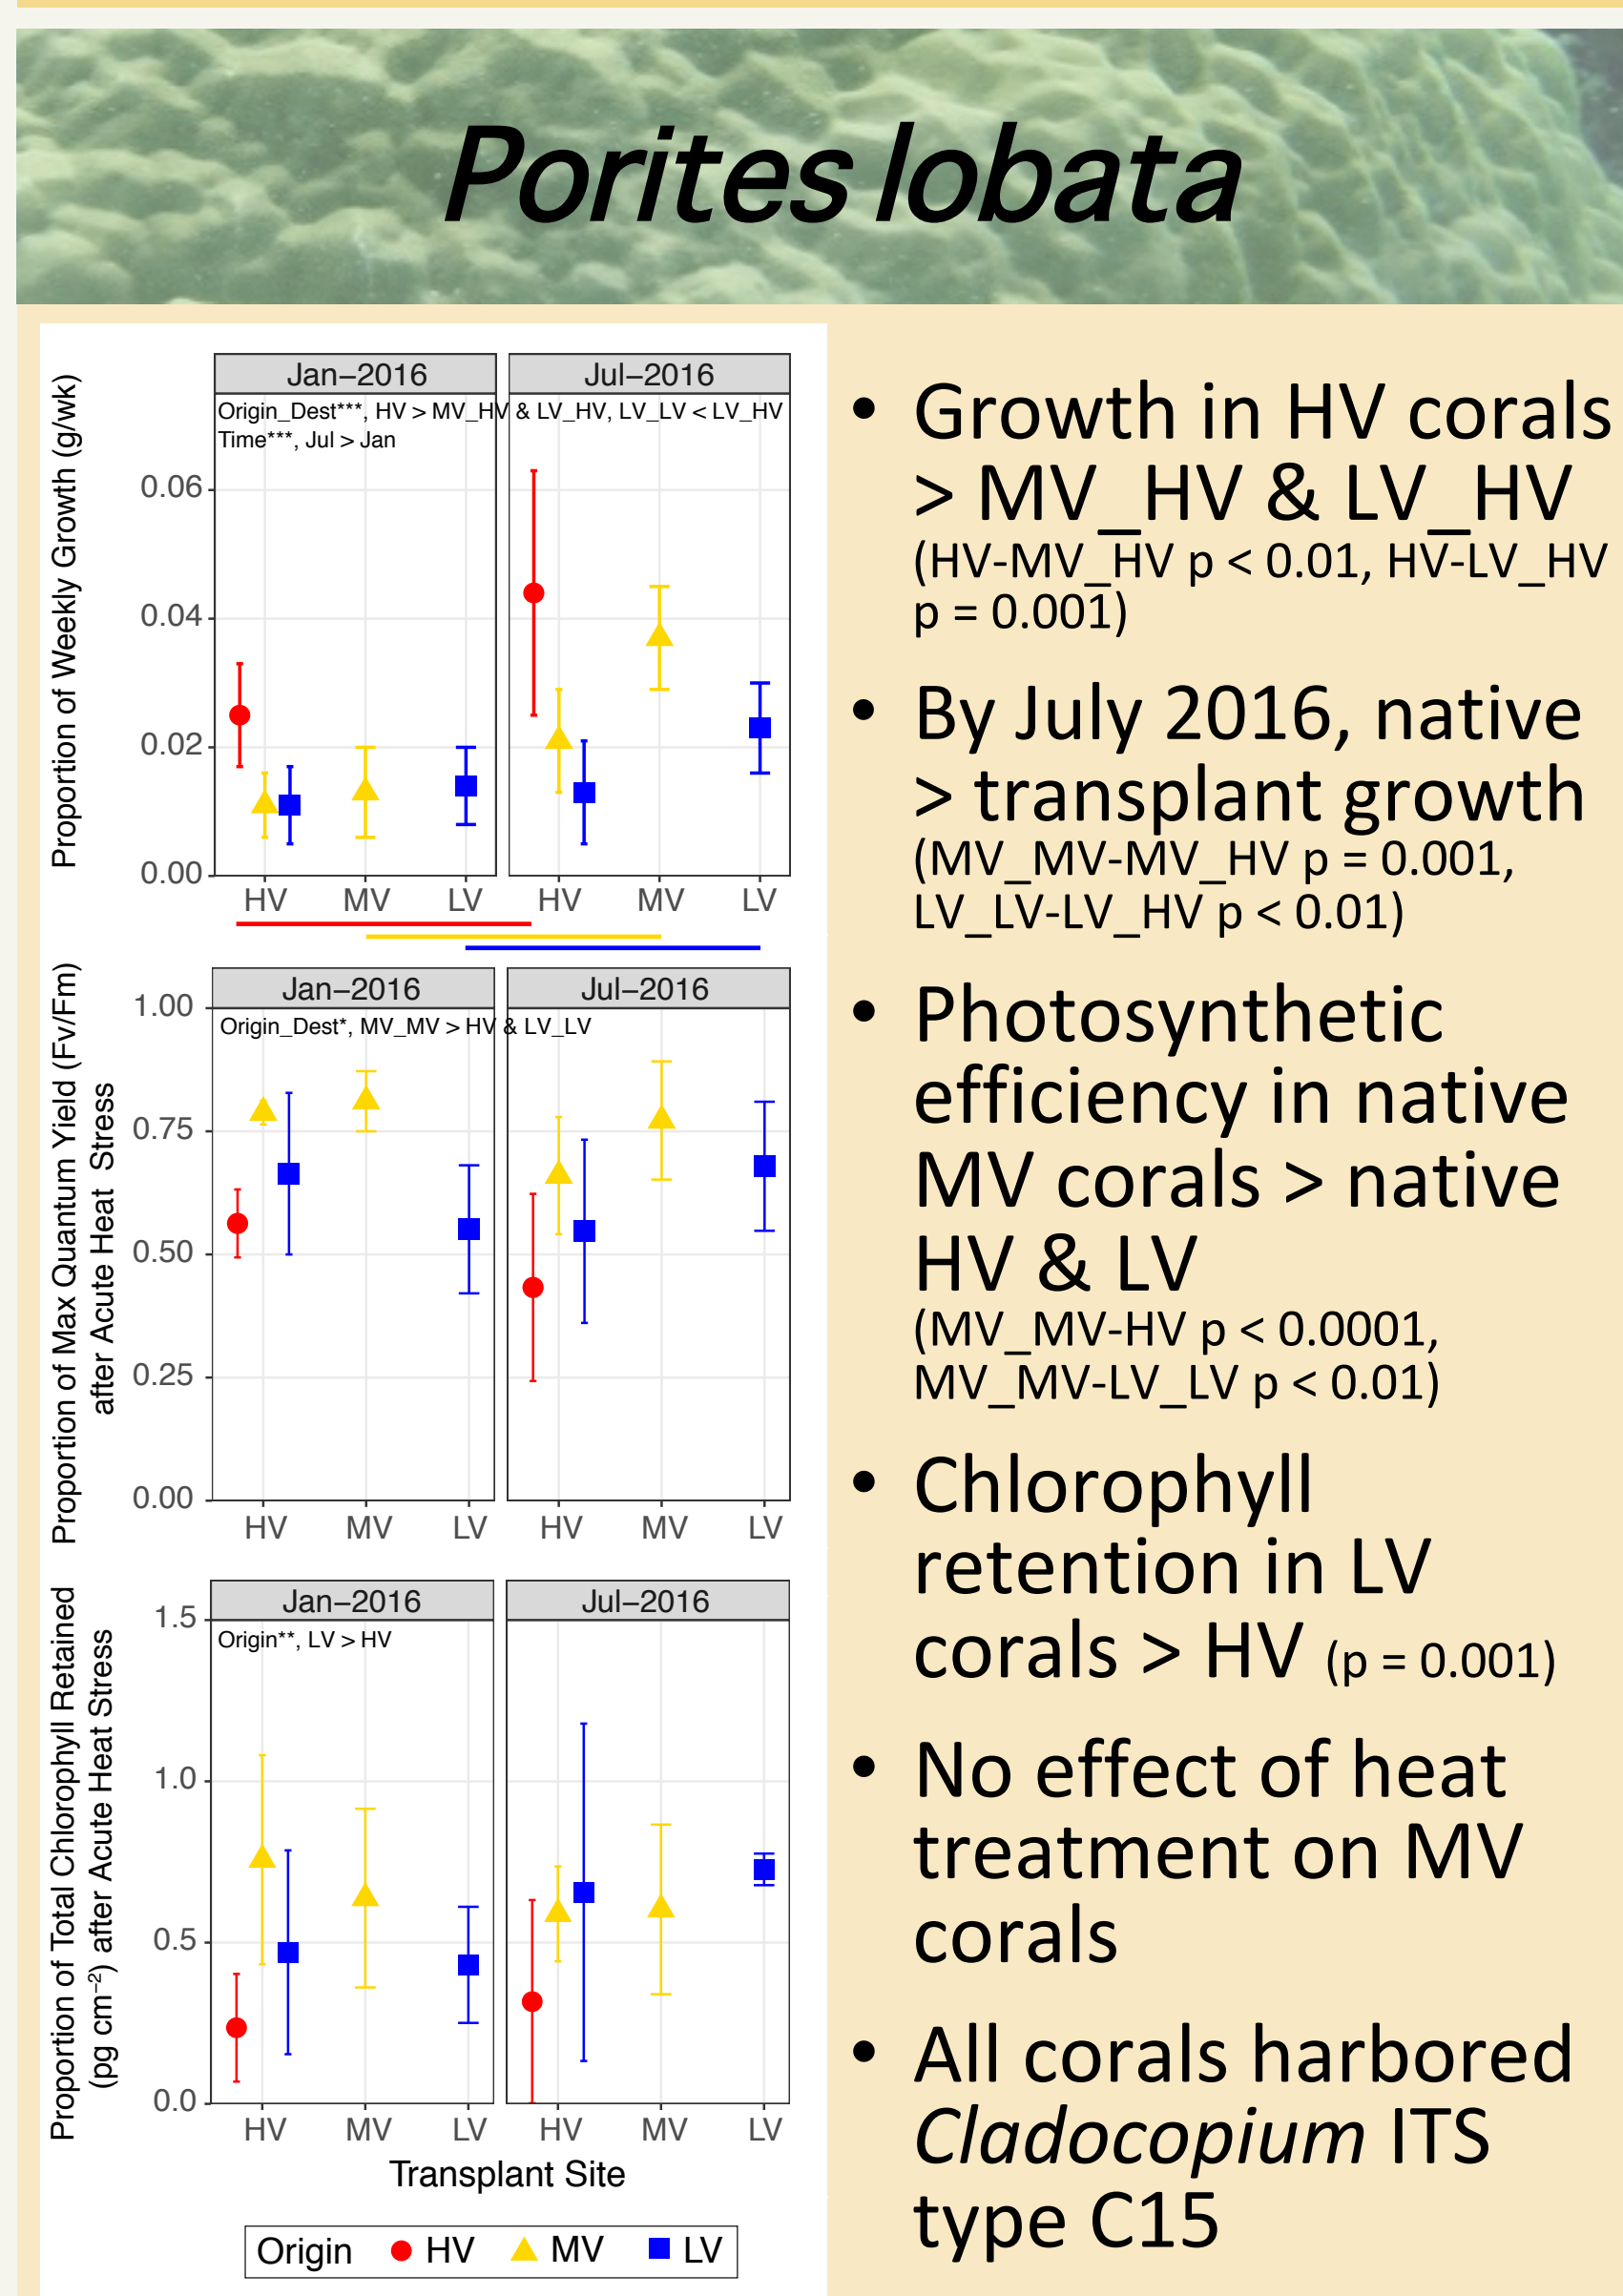 Porites lobata
Proportion of Weekly Growth (g/wk)
Jan–2016
Jul–2016
Origin_Dest***, HV > MV_HV & LV_HV, LV_LV < LV_HV
Time***, Jul > Jan
0.06
0.04
0.02
0.00
HV MV LV HV MV LV
Proportion of Max Quantum Yield (Fv/Fm)
after Acute Heat Stress
Jan–2016
Jul–2016
Origin_Dest*, MV_MV > HV & LV_LV
1.00
0.75
0.50
0.25
0.00
HV MV LV HV MV LV
Proportion of Total Chlorophyll Retained
(pg cm⁻²) after Acute Heat Stress
Jan–2016
Jul–2016
Origin**, LV > HV
1.5
1.0
0.5
0.0
HV MV LV HV MV LV
Transplant Site
Origin HV MV LV
• Growth in HV corals
> MV_HV & LV_HV
(HV-MV_HV p < 0.01, HV-LV_HV
p = 0.001)
• By July 2016, native
> transplant growth
(MV_MV-MV_HV p = 0.001,
LV_LV-LV_HV p < 0.01)
• Photosynthetic
efficiency in native
MV corals > native
HV & LV
(MV_MV-HV p < 0.0001,
MV_MV-LV_LV p < 0.01)
• Chlorophyll
retention in LV
corals > HV (p = 0.001)
• No effect of heat
treatment on MV
corals
• All corals harbored
Cladocopium ITS
type C15